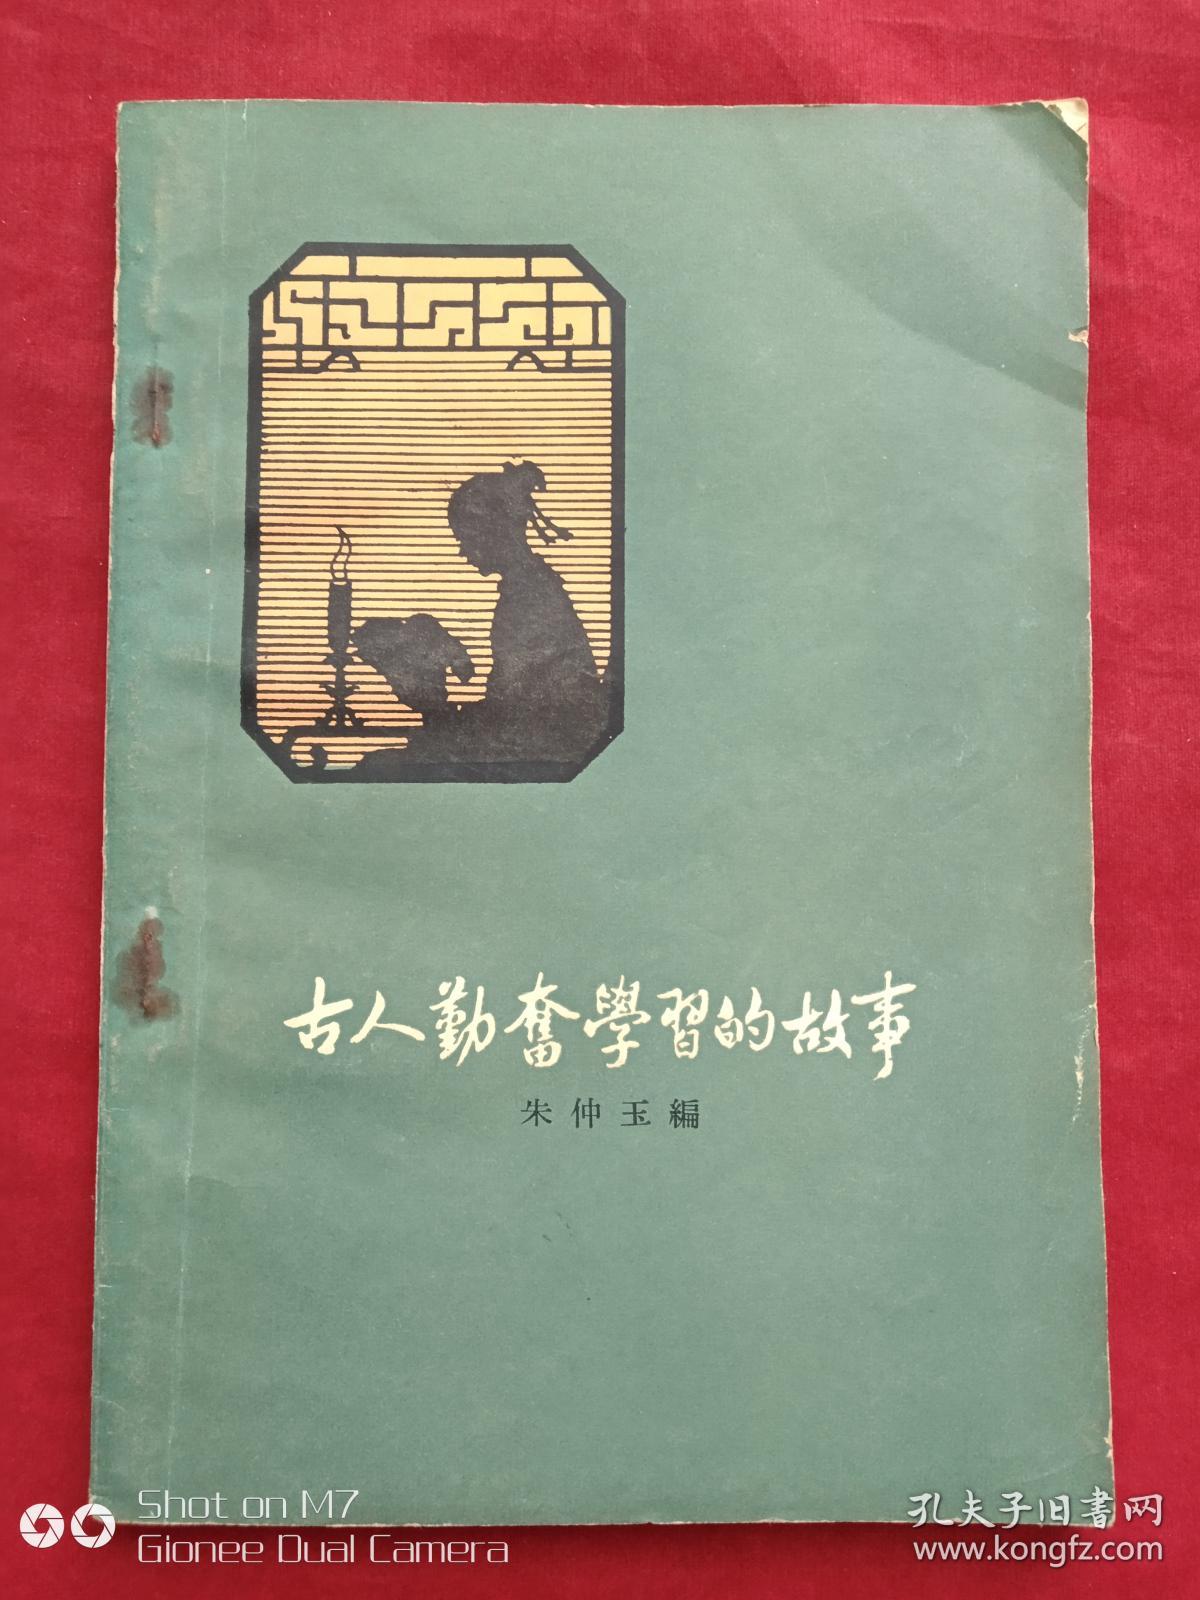 古人勤奮學習的故事
朱仲玉編
Shot on M7
Gionee Dual Camera
孔夫子旧書网
www.kongfz.com